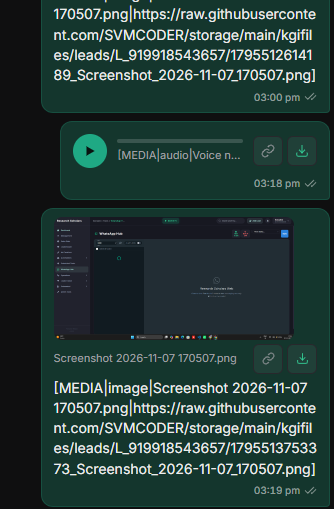 170507.png|https://raw.githubuserconte
nt.com/SVMCODER/storage/main/kgifil
es/leads/L_919918543657/17955126141
89_Screenshot_2026-11-07_170507.png]
03:00 pm
[MEDIA|audio|Voice n...
03:18 pm
WhatsApp Hub
Screenshot 2026-11-07 170507.png
[MEDIA|image|Screenshot 2026-11-07
170507.png|https://raw.githubuserconte
nt.com/SVMCODER/storage/main/kgifil
es/leads/L_919918543657/17955137533
73_Screenshot_2026-11-07_170507.png]
03:19 pm